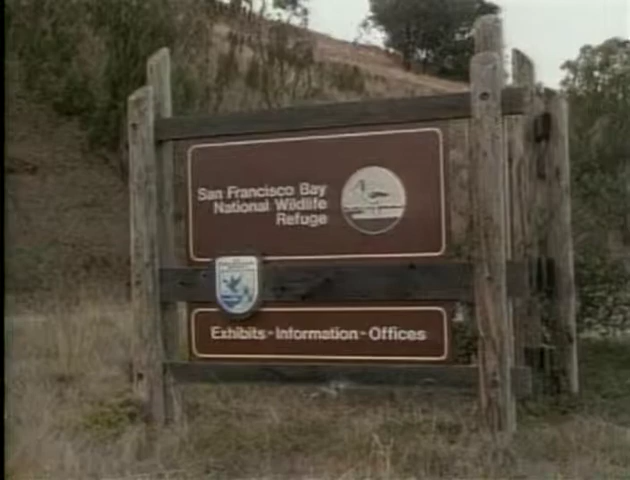 San Francisco Bay
National Wildlife
Refuge
Exhibits - Information - Offices